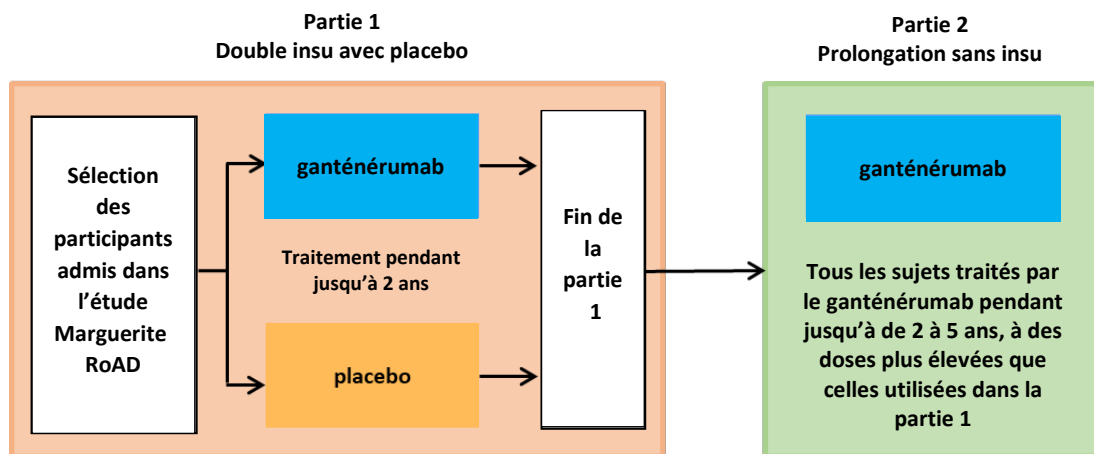 Partie 1
Double insu avec placebo
Partie 2
Prolongation sans insu
Sélection
des
participants
admis dans
l'étude
Marguerite
RoAD
ganténérumab
Traitement pendant
jusqu'à 2 ans
placebo
Fin de
la
partie
1
ganténérumab
Tous les sujets traités par
le ganténérumab pendant
jusqu'à de 2 à 5 ans, à des
doses plus élevées que
celles utilisées dans la
partie 1